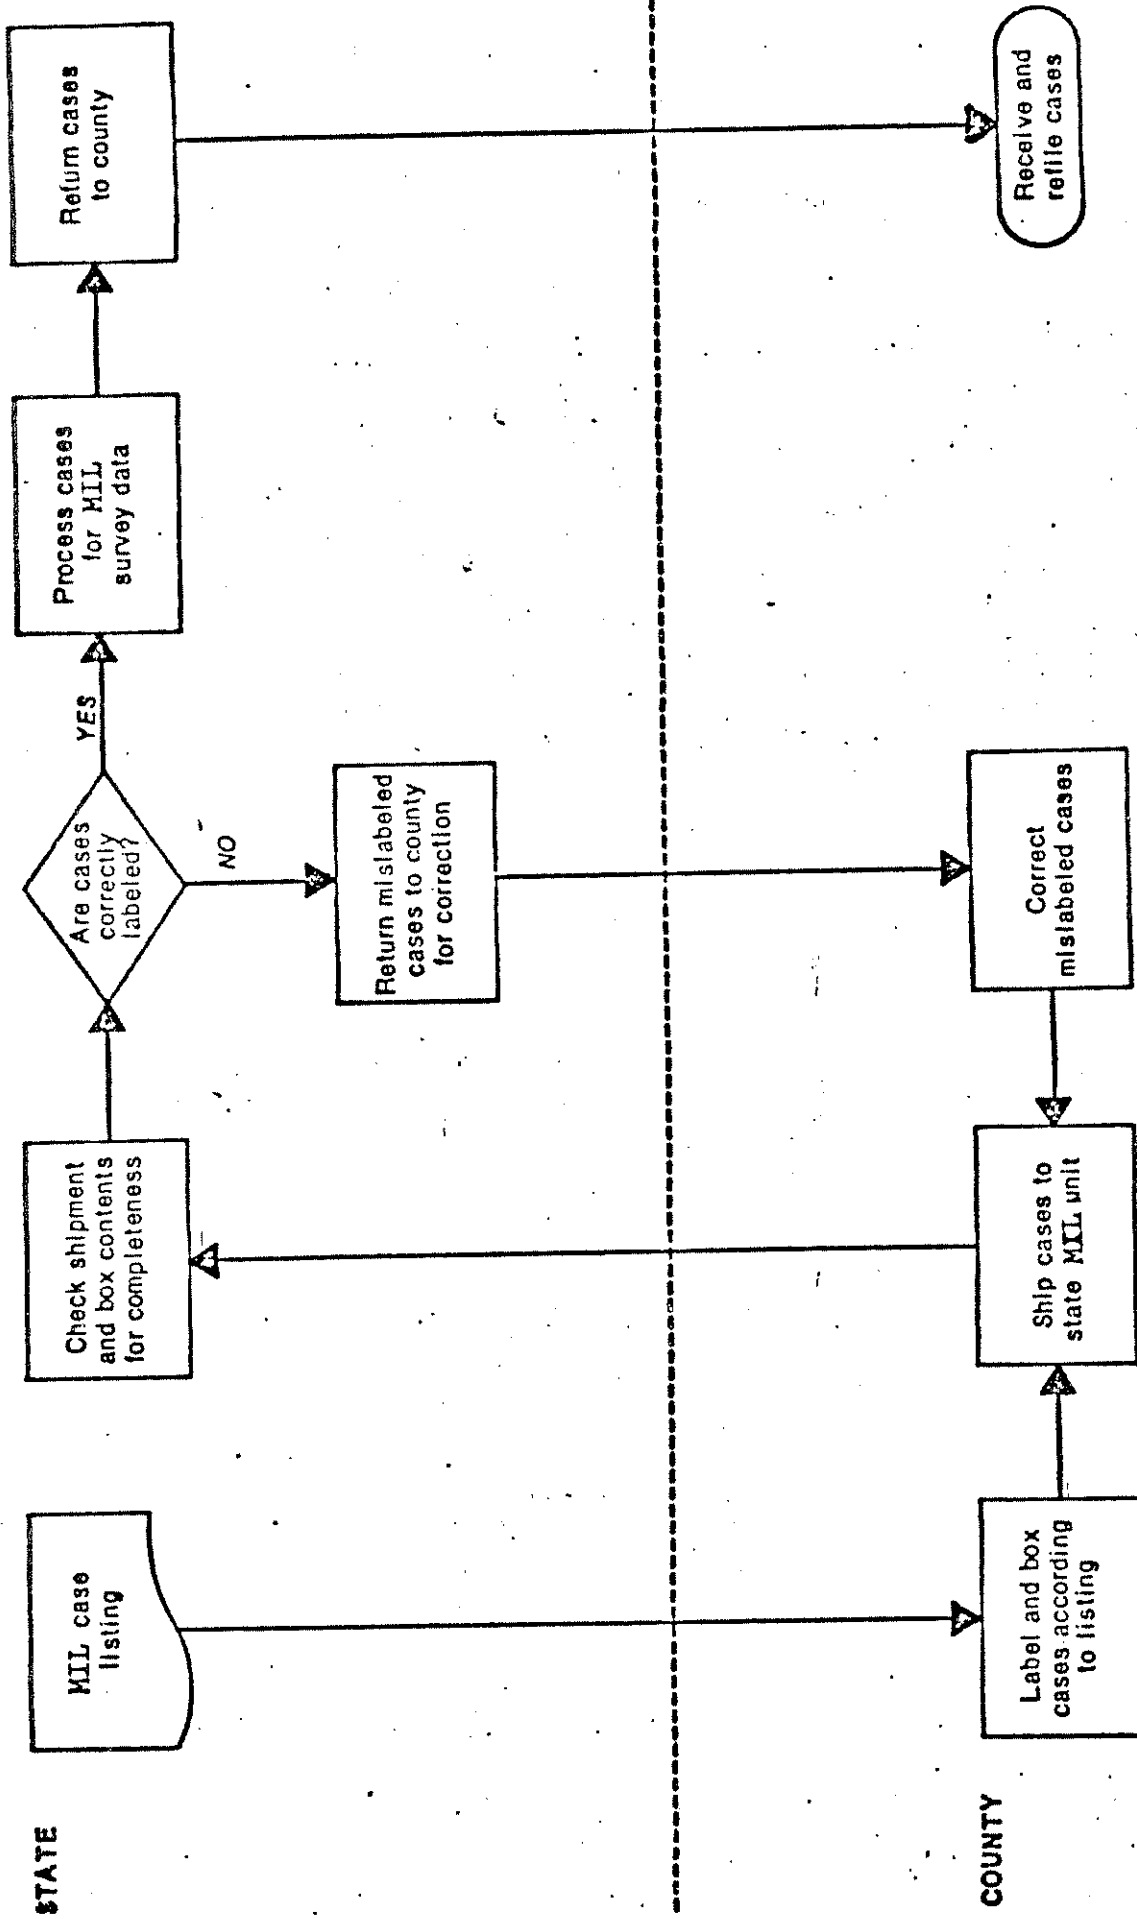 STATE
MIL case
listing
Check shipment
and box contents
for completeness
Are cases
correctly
labeled?
YES
NO
Process cases
for MIL
survey data
Return cases
to county
Return mislabeled
cases to county
for correction
COUNTY
Label and box
cases according
to listing
Ship cases to
state MIL unit
Correct
mislabeled cases
Receive and
refile cases